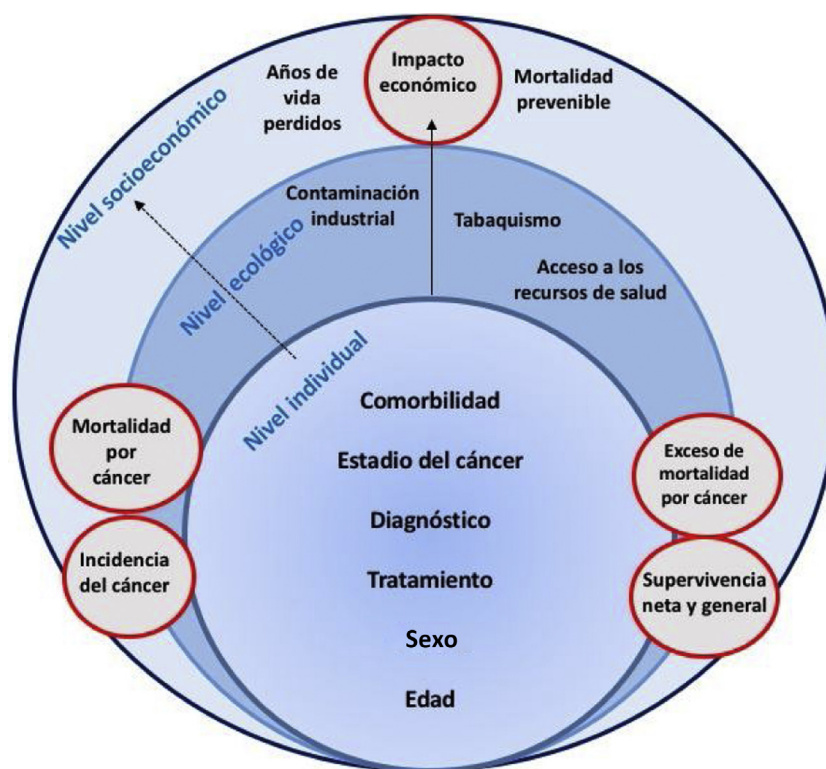 Impacto
económico
Años de
vida
perdidos
Mortalidad
prevenible
Nivel socioeconómico
Contaminación
industrial
Tabaquismo
Nivel ecológico
Acceso a los
recursos de salud
Nivel individual
Comorbilidad
Estadio del cáncer
Diagnóstico
Tratamiento
Sexo
Edad
Mortalidad
por
cáncer
Incidencia
del cáncer
Exceso de
mortalidad
por cáncer
Supervivencia
neta y general